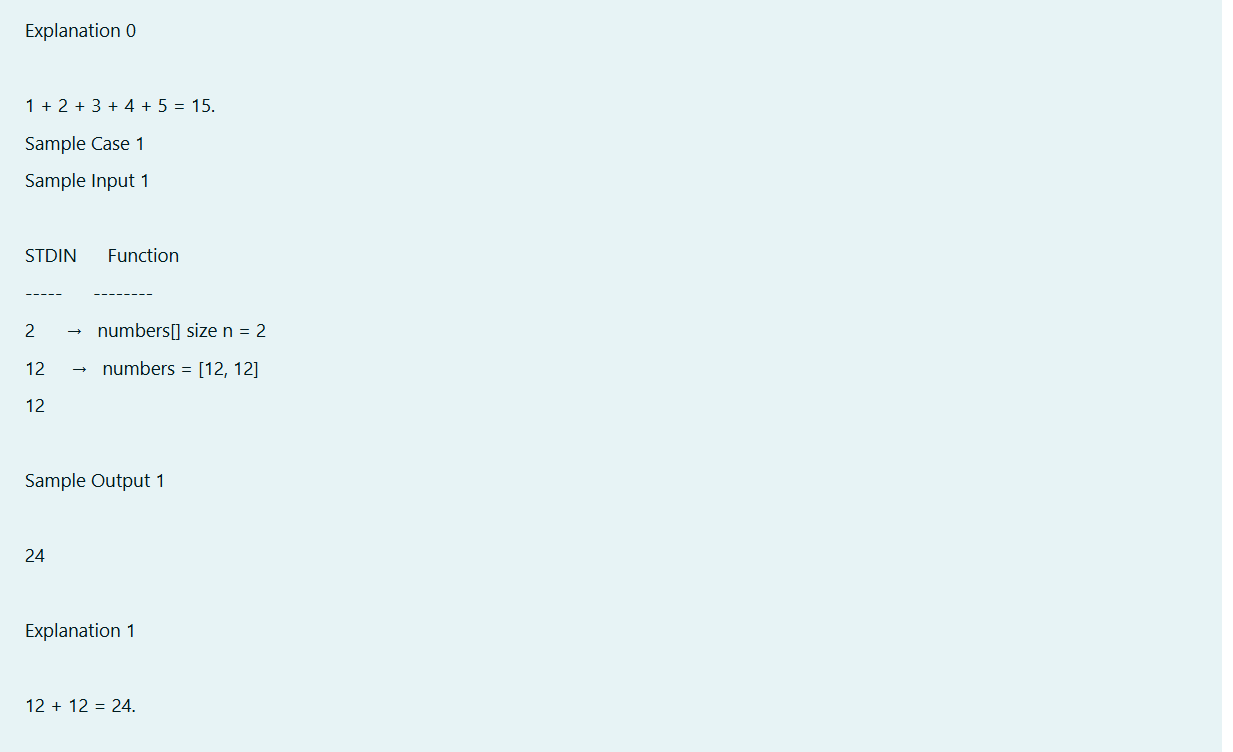 Explanation 0
1 + 2 + 3 + 4 + 5 = 15.
Sample Case 1
Sample Input 1
STDIN Function
----- --------
2 → numbers[] size n = 2
12 → numbers = [12, 12]
12
Sample Output 1
24
Explanation 1
12 + 12 = 24.